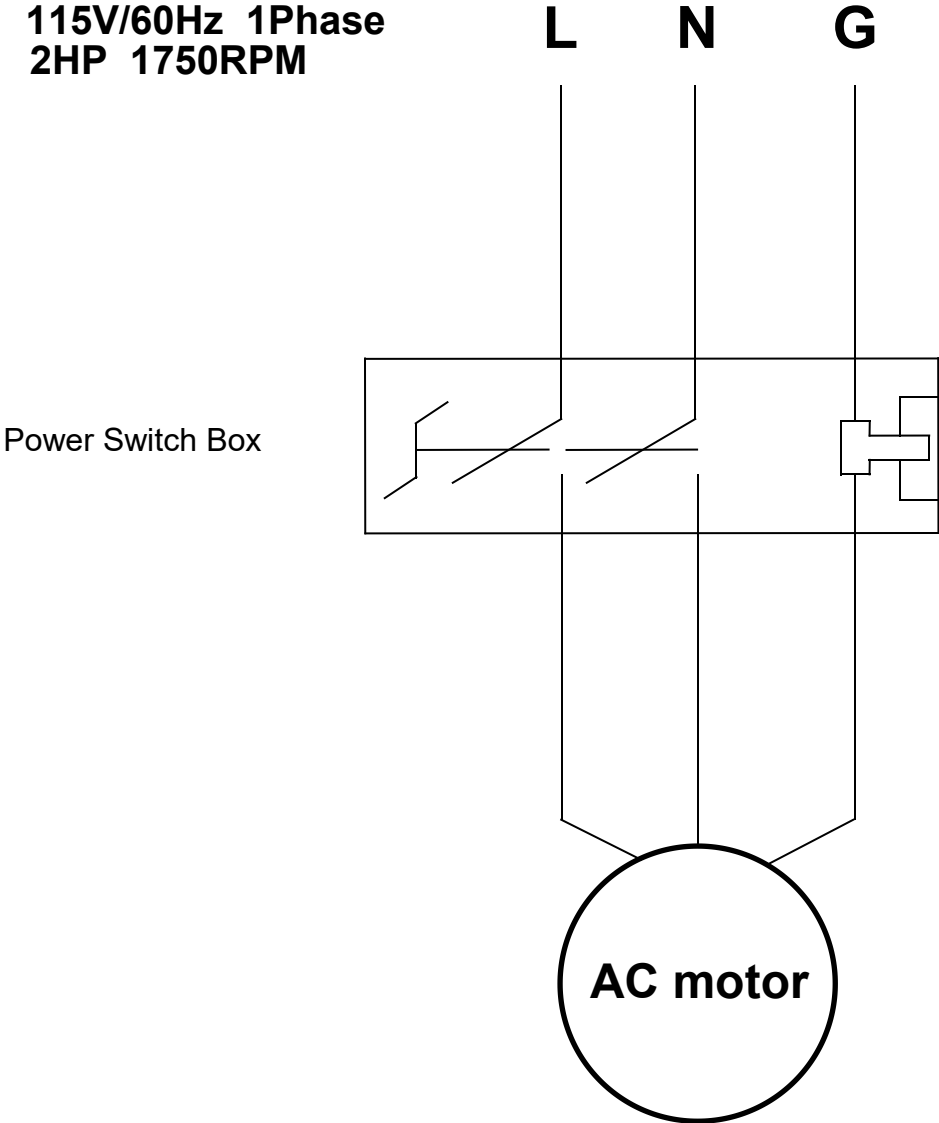 115V/60Hz 1Phase
2HP 1750RPM
L N G
Power Switch Box
AC motor